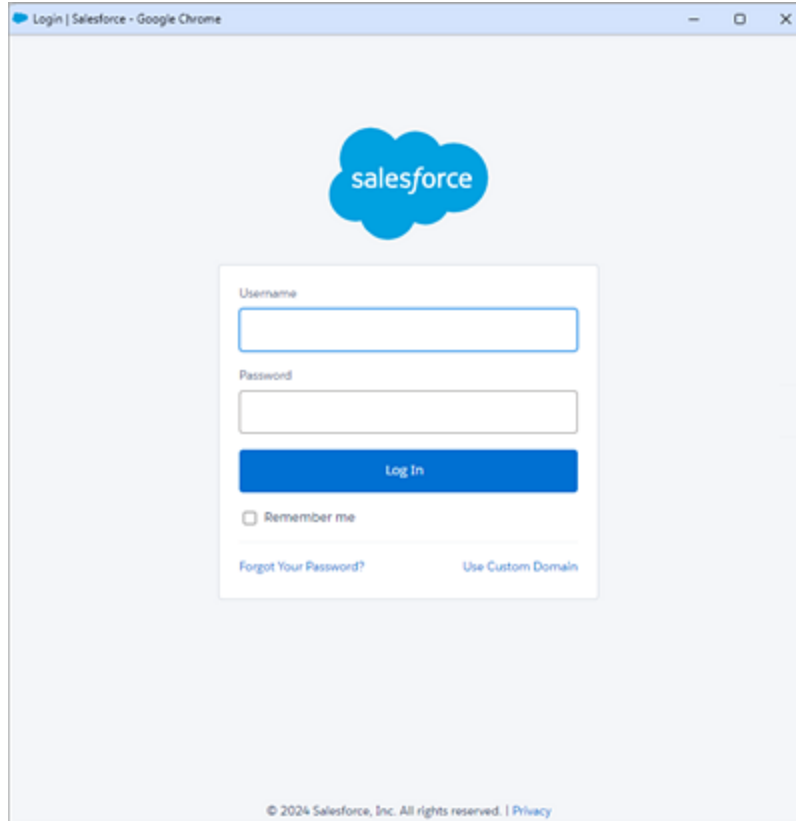 Login | Salesforce - Google Chrome
salesforce
Username
Password
Log In
Remember me
Forgot Your Password? Use Custom Domain
© 2024 Salesforce, Inc. All rights reserved. | Privacy